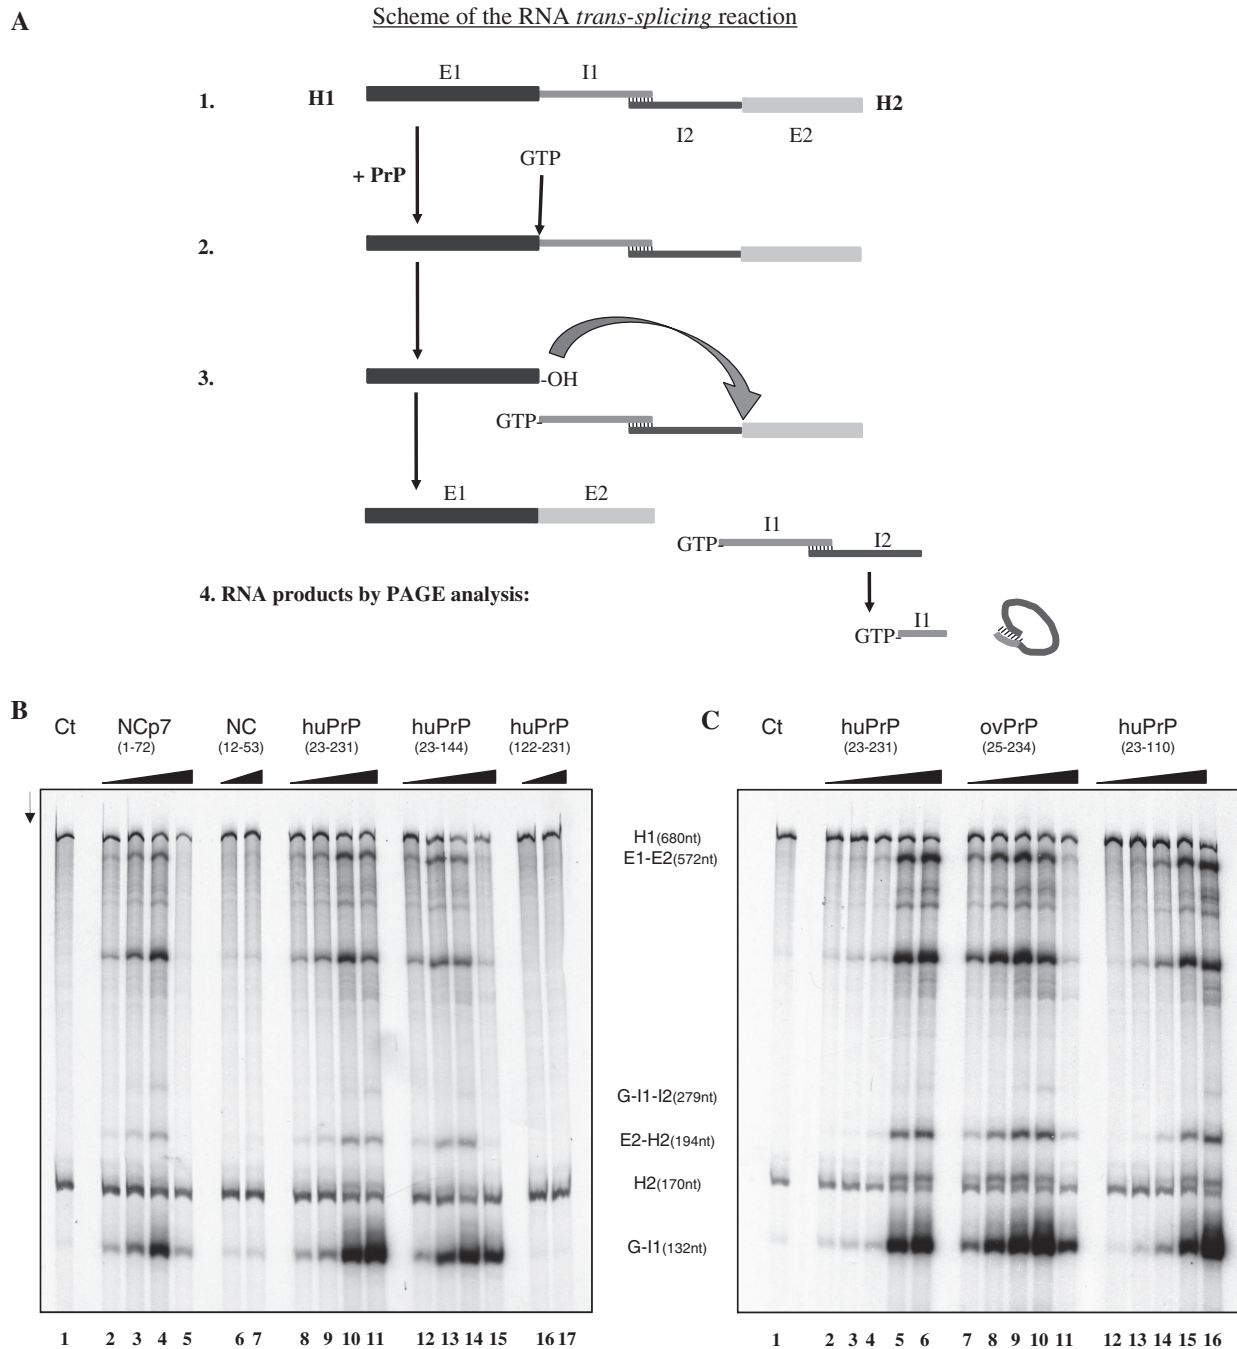 A
Scheme of the RNA trans-splicing reaction
E1 I1
1. H1 H2
I2 E2
GTP
+ PrP
2.
3. -OH
GTP-
E1 E2
I1
GTP- I2
4. RNA products by PAGE analysis:
I1
GTP-
B
Ct NCp7 NC huPrP huPrP huPrP
(1-72) (12-53) (23-231) (23-144) (122-231)
C
Ct huPrP ovPrP huPrP
(23-231) (25-234) (23-110)
H1(680nt)
E1-E2(572nt)
G-I1-I2(279nt)
E2-H2(194nt)
H2(170nt)
G-I1(132nt)
1 2 3 4 5 6 7 8 9 10 11 12 13 14 15 16 17
1 2 3 4 5 6 7 8 9 10 11 12 13 14 15 16